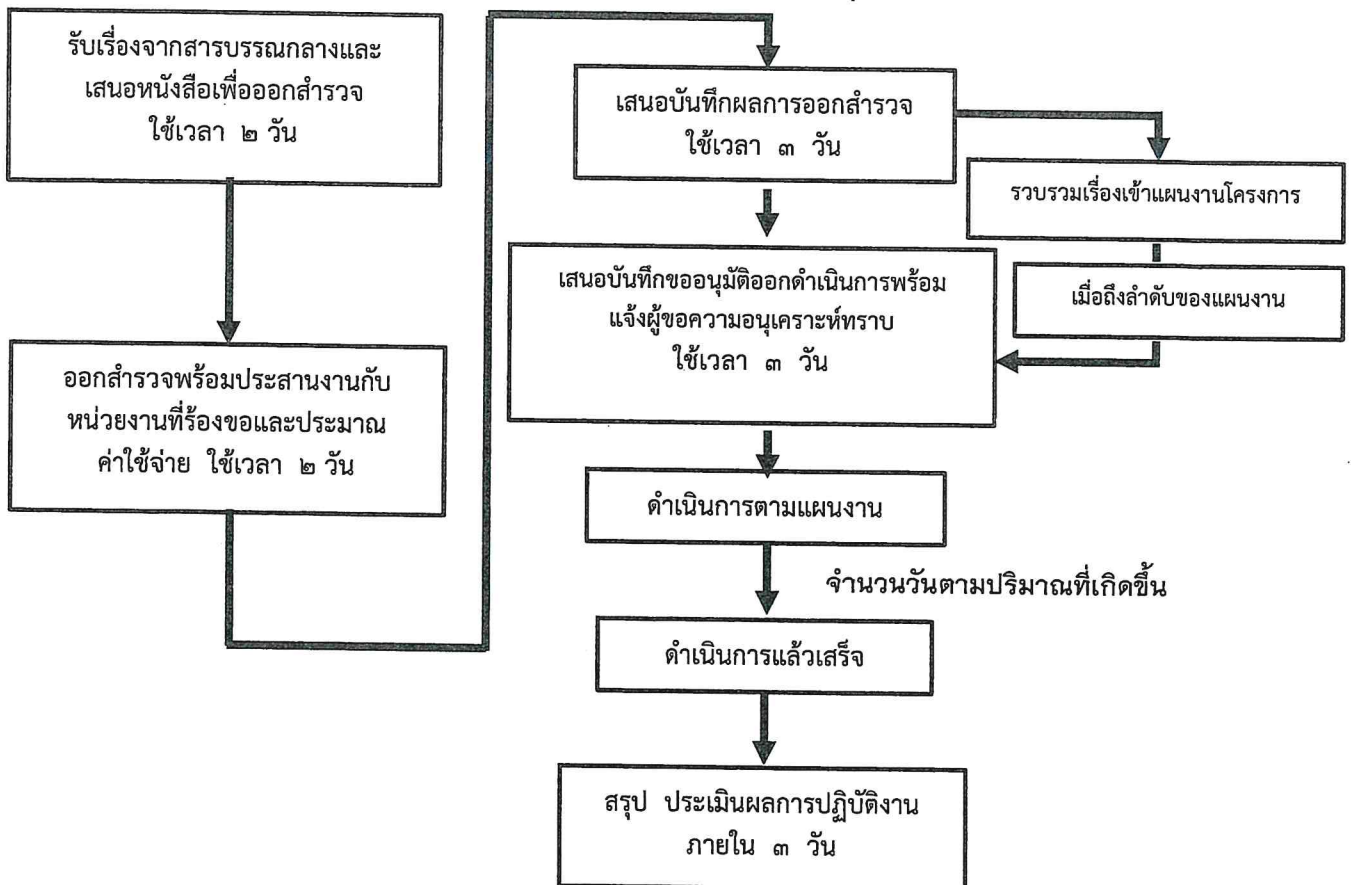 รับเรื่องจากสารบรรณกลางและ
เสนอหนังสือเพื่อออกสำรวจ
ใช้เวลา ๒ วัน
ออกสำรวจพร้อมประสานงานกับ
หน่วยงานที่ร้องขอและประมาณ
ค่าใช้จ่าย ใช้เวลา ๒ วัน
เสนอบันทึกผลการออกสำรวจ
ใช้เวลา ๓ วัน
รวบรวมเรื่องเข้าแผนงานโครงการ
เมื่อถึงลำดับของแผนงาน
เสนอบันทึกขออนุมัติออกดำเนินการพร้อม
แจ้งผู้ขอความอนุเคราะห์ทราบ
ใช้เวลา ๓ วัน
ดำเนินการตามแผนงาน
จำนวนวันตามปริมาณที่เกิดขึ้น
ดำเนินการแล้วเสร็จ
สรุป ประเมินผลการปฏิบัติงาน
ภายใน ๓ วัน